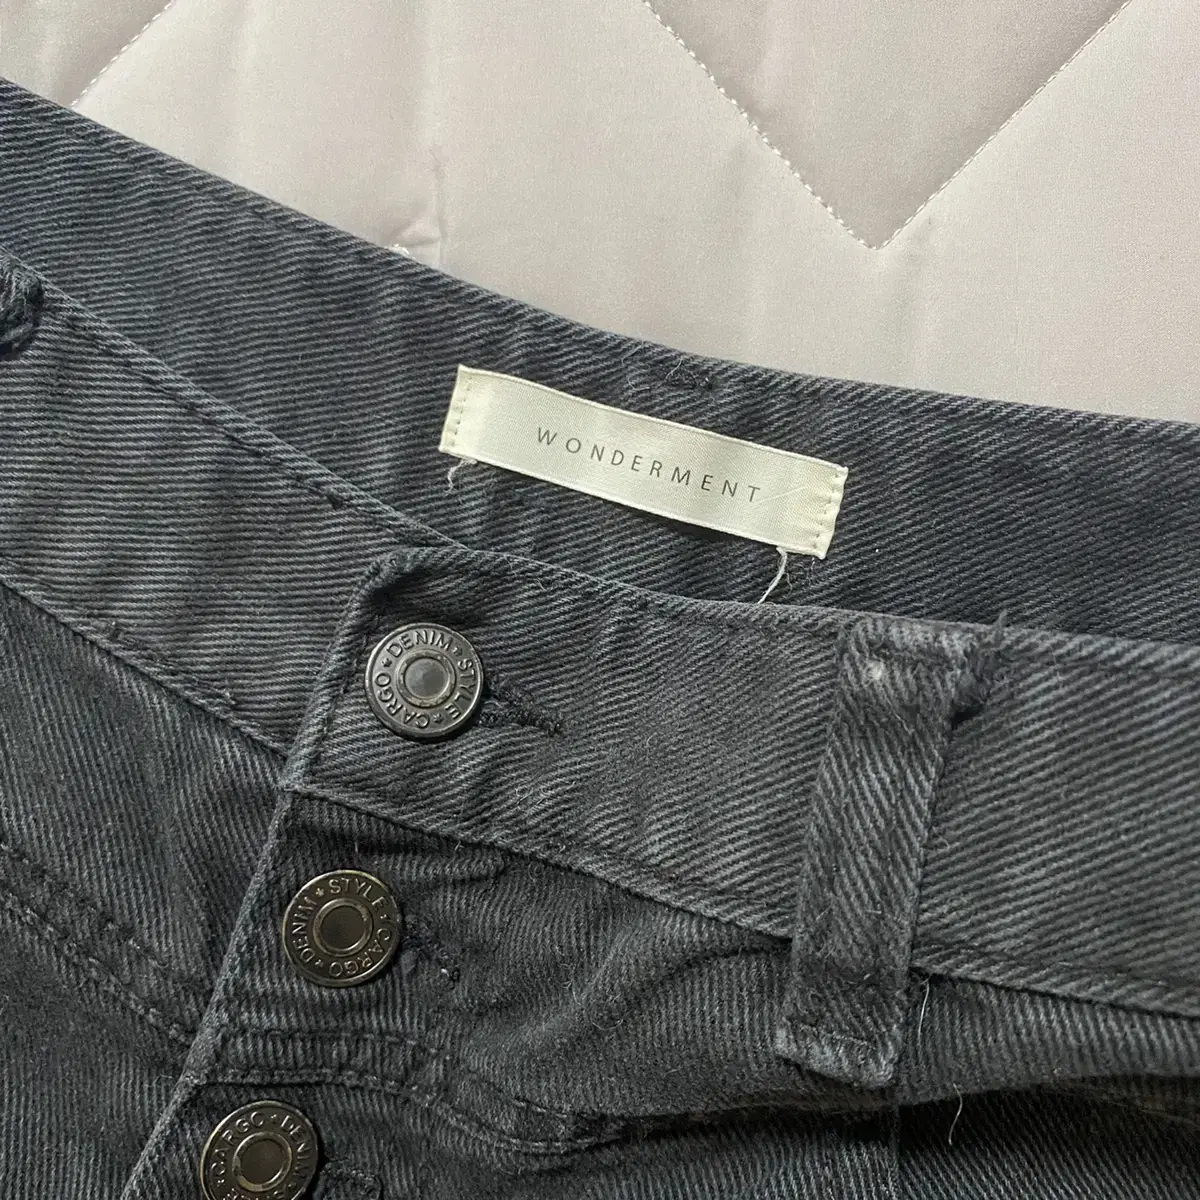 WONDERMENT
DENIM ★ STYLE ★ CARGO ★
DENIM ★ STYLE ★ CARGO ★
CARGO ★ DENIM